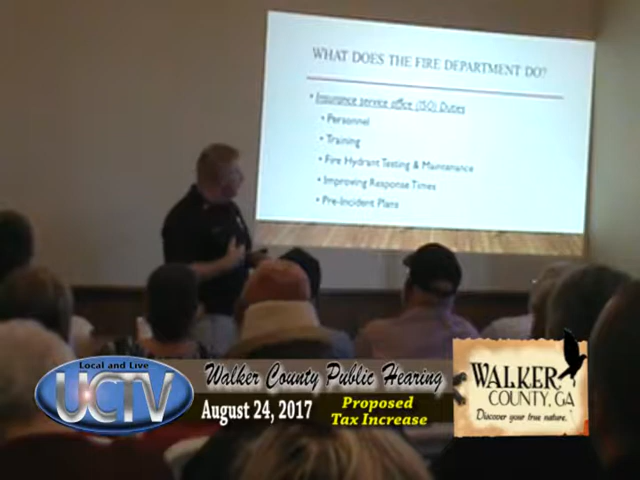 WHAT DOES THE FIRE DEPARTMENT DO?
• Insurance service office (ISO) Duties
• Personnel
• Training
• Fire Hydrant Testing & Maintenance
• Improving Response Times
• Pre-Incident Plans
Local and Live
UCTV
Walker County Public Hearing
August 24, 2017
Proposed
Tax Increase
WALKER
COUNTY, GA
Discover your true nature.